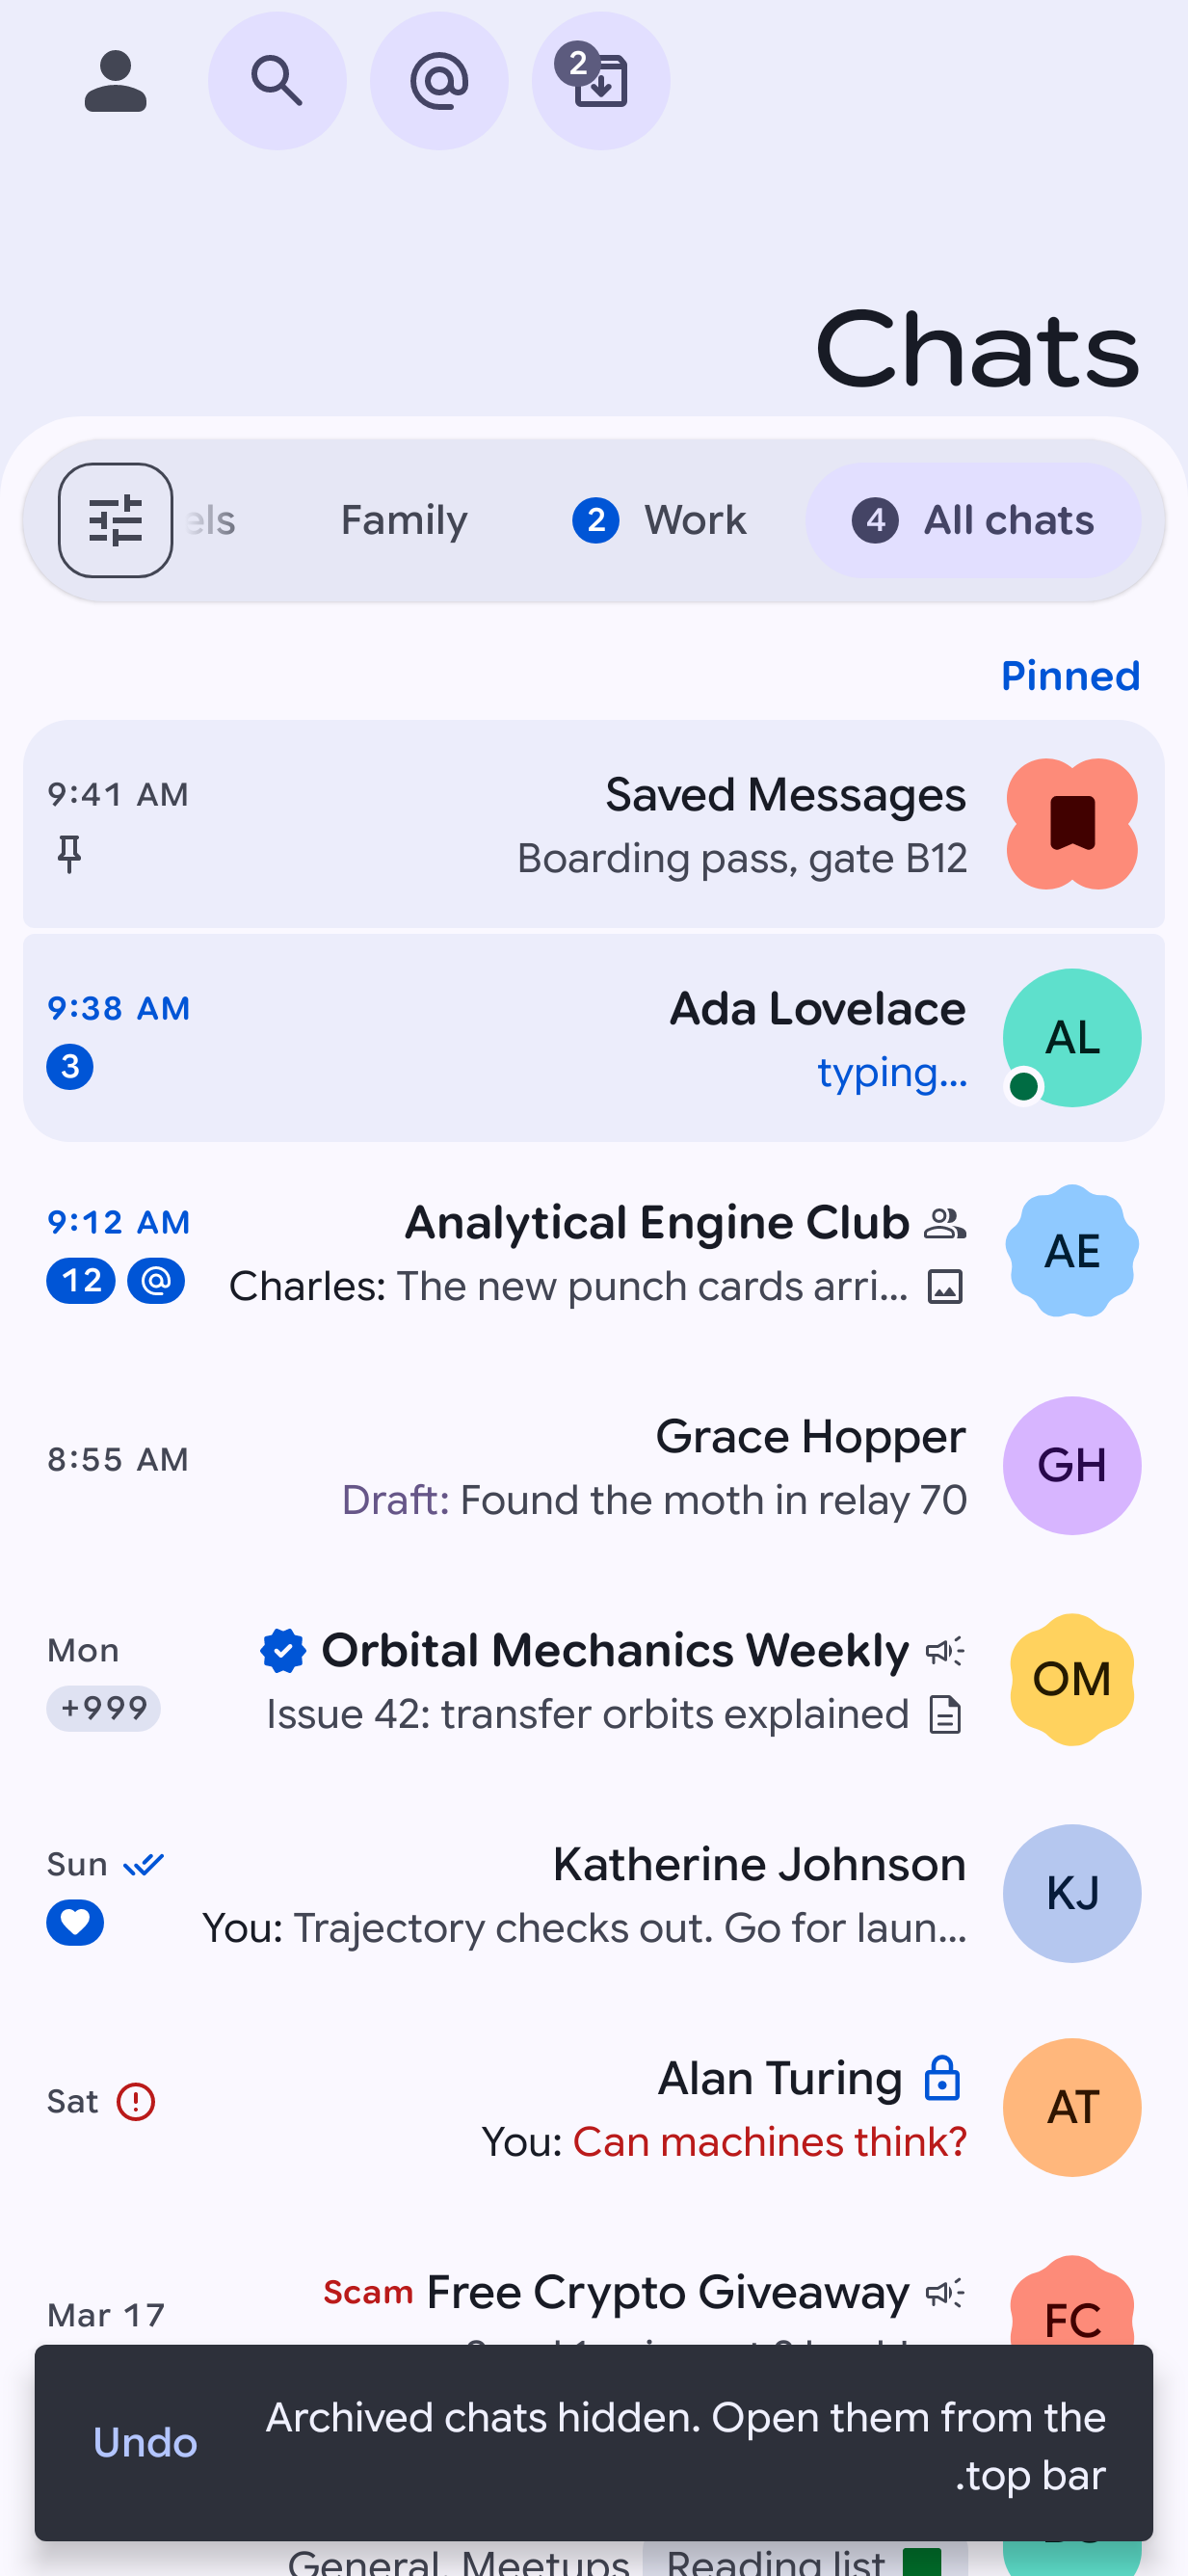 2
Chats
All chats 4
Work 2
Family
els
Pinned
Saved Messages
9:41 AM
Boarding pass, gate B12
AL
Ada Lovelace
9:38 AM
typing...
3
AE
Analytical Engine Club
9:12 AM
Charles: The new punch cards arri...
12 @
GH
Grace Hopper
8:55 AM
Draft: Found the moth in relay 70
OM
Orbital Mechanics Weekly
Mon
Issue 42: transfer orbits explained
+999
KJ
Katherine Johnson
Sun
You: Trajectory checks out. Go for laun...
AT
Alan Turing
Sat
You: Can machines think?
FC
Free Crypto Giveaway Scam
Mar 17
Archived chats hidden. Open them from the
.top bar
Undo
General, Meetups Reading list